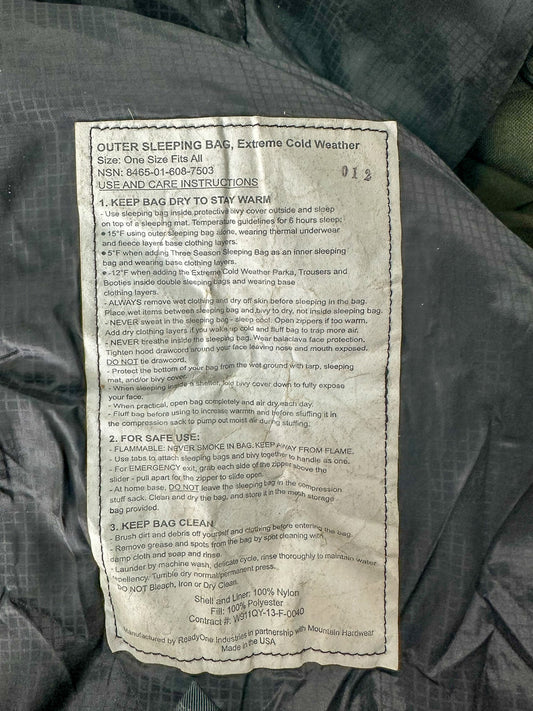 OUTER SLEEPING BAG, Extreme Cold Weather
Size: One Size Fits All
012
NSN: 8465-01-608-7503
USE AND CARE INSTRUCTIONS
1. KEEP BAG DRY TO STAY WARM
- Use sleeping bag inside protective bivy cover outside and sleep
on top of a sleeping mat. Temperature guidelines for 6 hours sleep:
• 15°F using outer sleeping bag alone, wearing thermal underwear
and fleece layers base clothing layers.
• 5°F when adding Three Season Sleeping Bag as an inner sleeping
bag and wearing base clothing layers.
• -12°F when adding the Extreme Cold Weather Parka, Trousers and
Booties inside double sleeping bags and wearing base
clothing layers.
- ALWAYS remove wet clothing and dry off skin before sleeping in the bag.
Place wet items between sleeping bag and bivy to dry, not inside sleeping bag.
- NEVER sweat in the sleeping bag - sleep cool. Open zippers if too warm.
Add dry clothing layers if you wake up cold and fluff bag to trap more air.
- NEVER breathe inside the sleeping bag. Wear balaclava face protection.
Tighten hood drawcord around your face leaving nose and mouth exposed.
DO NOT tie drawcord.
- Protect the bottom of your bag from the wet ground with tarp, sleeping
mat, and/or bivy cover.
- When sleeping inside a shelter, fold bivy cover down to fully expose
your face.
- When practical, open bag completely and air dry each day.
- Fluff bag before using to increase warmth and before stuffing it in
the compression sack to pump out moist air during stuffing.
2. FOR SAFE USE:
- FLAMMABLE: NEVER SMOKE IN BAG. KEEP AWAY FROM FLAME.
- Use tabs to attach sleeping bags and bivy together to handle as one.
- For EMERGENCY exit, grab each side of the zipper above the
slider - pull apart for the zipper to slide open.
- At home base, DO NOT leave the sleeping bag in the compression
stuff sack. Clean and dry the bag, and store it in the mesh storage
bag provided.
3. KEEP BAG CLEAN
- Brush dirt and debris off yourself and clothing before entering the bag.
- Remove grease and spots from the bag by spot cleaning with
damp cloth and soap and rinse.
- Launder by machine wash, delicate cycle, rinse thoroughly to maintain water
repellency. Tumble dry normal/permanent press.
DO NOT Bleach, Iron or Dry Clean.
Shell and Liner: 100% Nylon
Fill: 100% Polyester
Contract #: W911QY-13-F-0040
Manufactured by ReadyOne Industries in partnership with Mountain Hardwear
Made in the USA